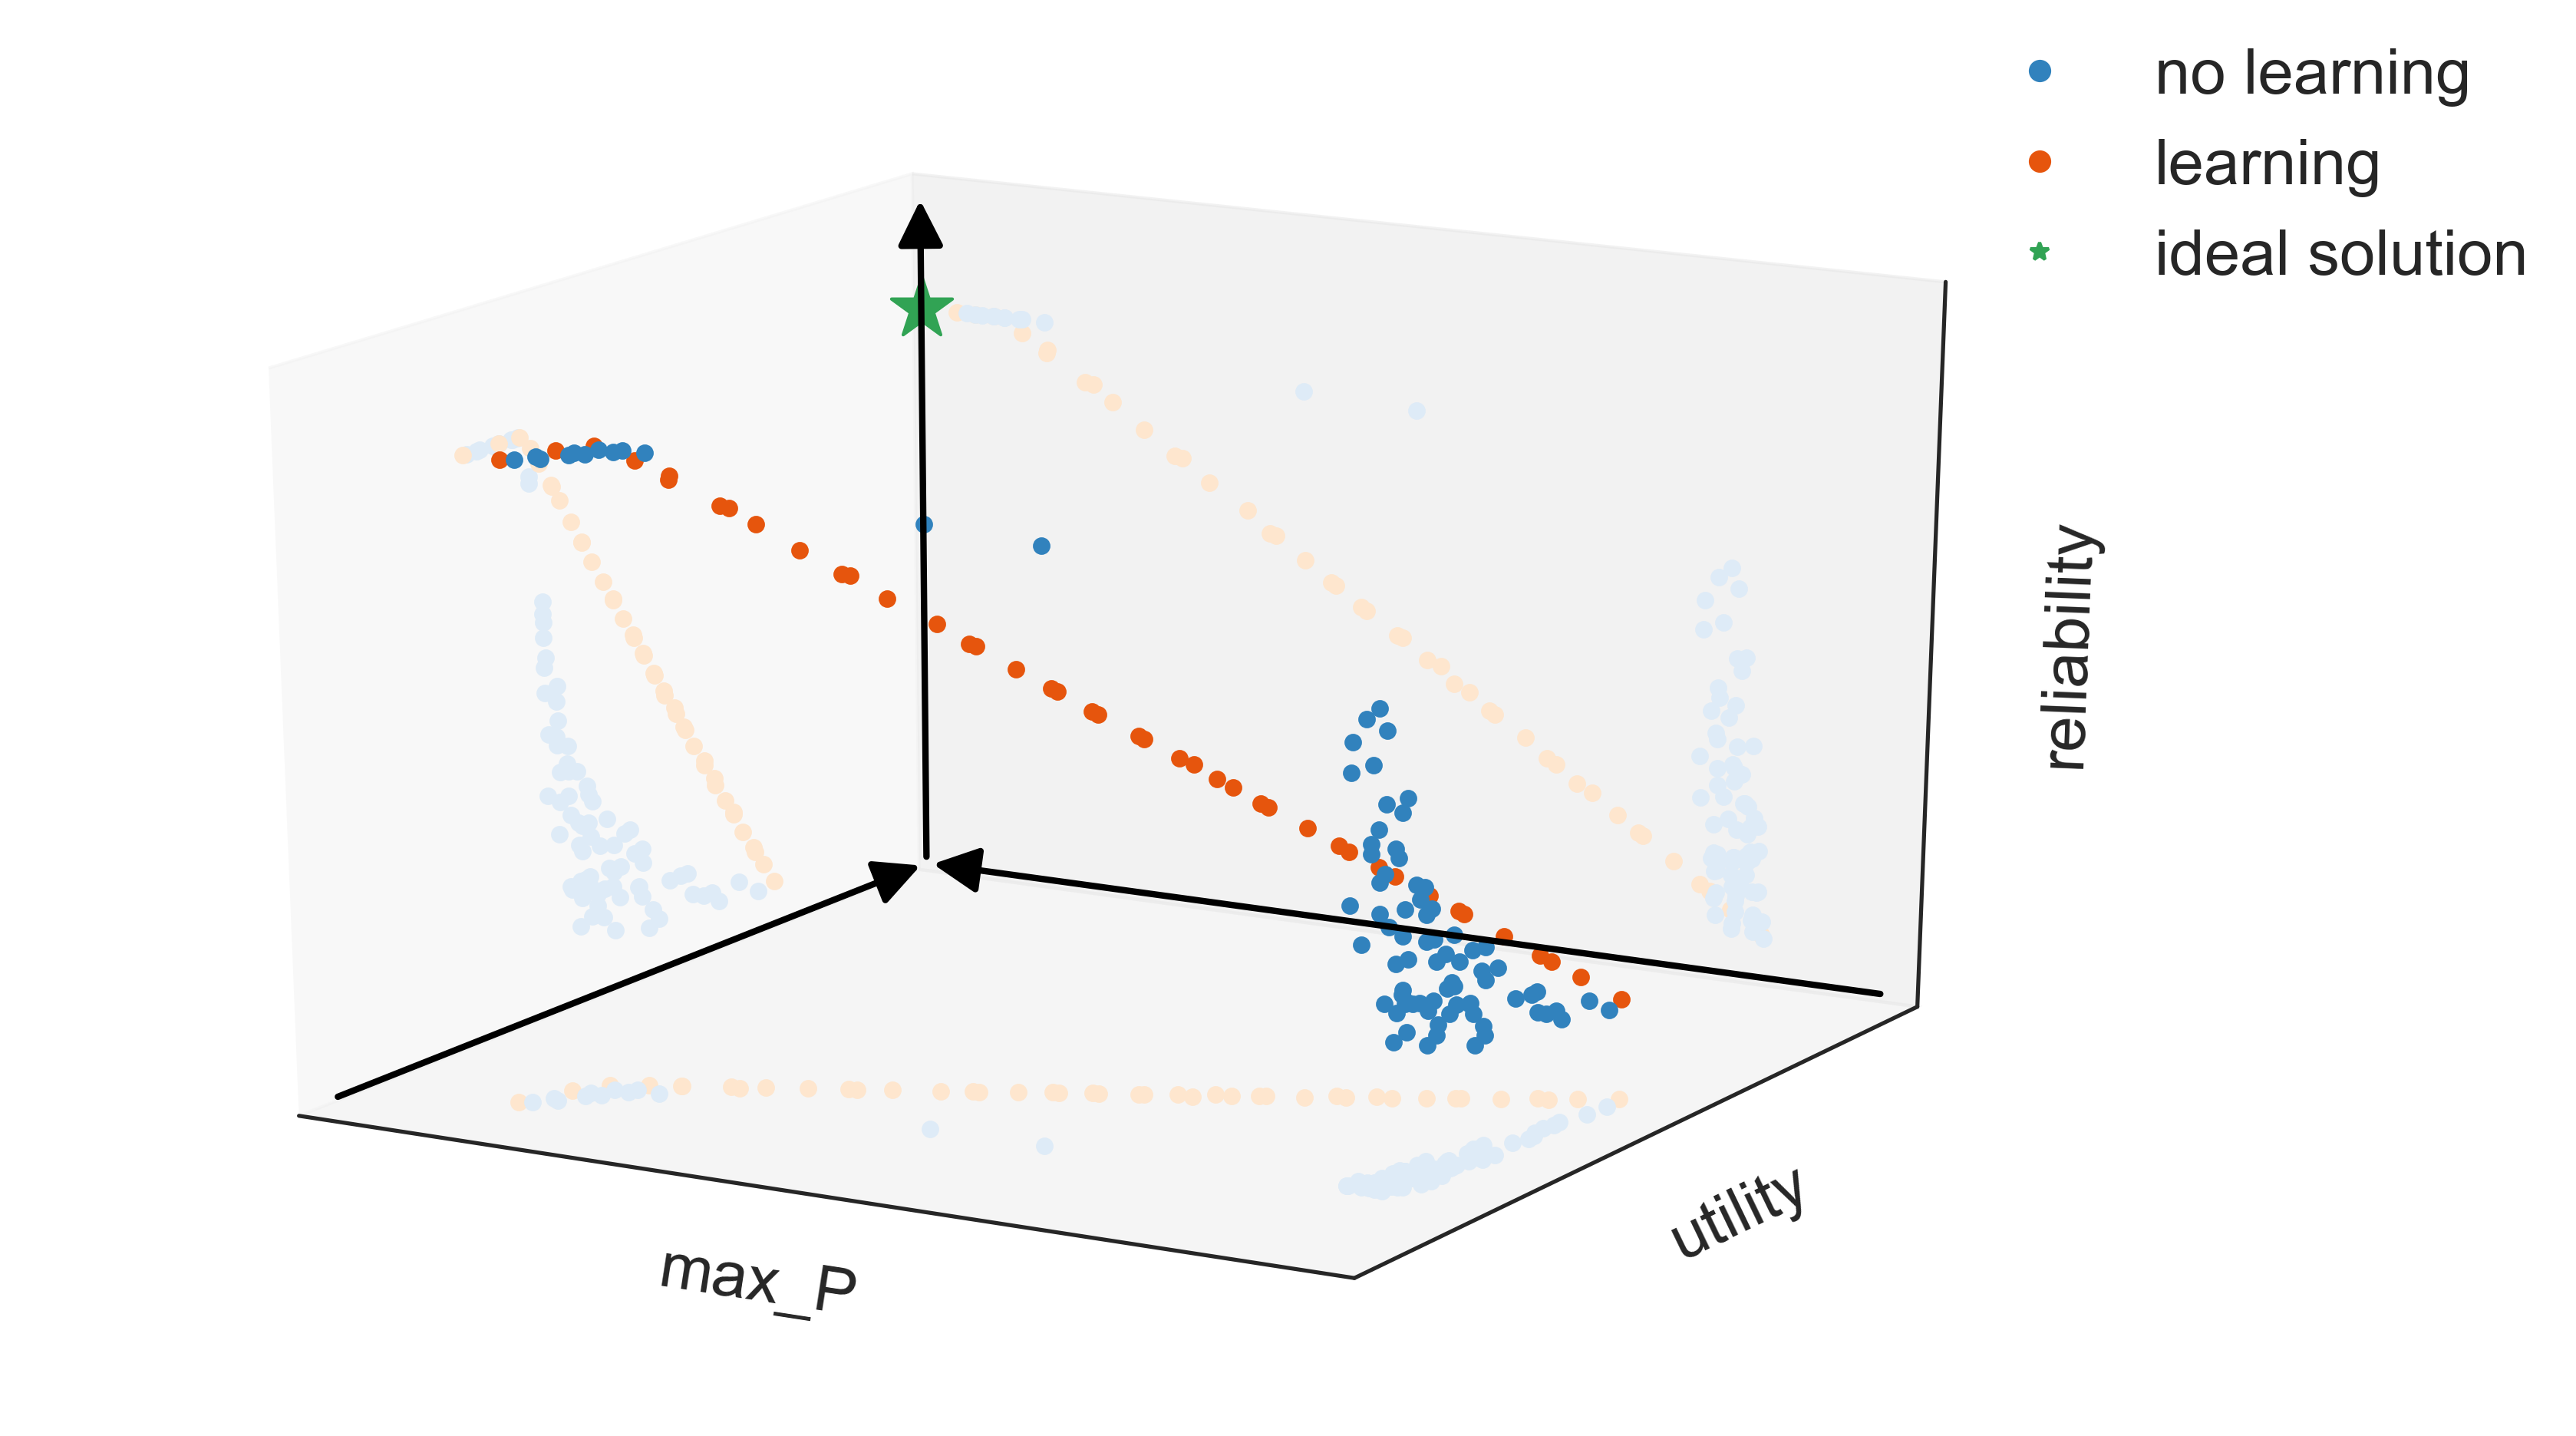 no learning
learning
ideal solution
reliability
utility
max_P